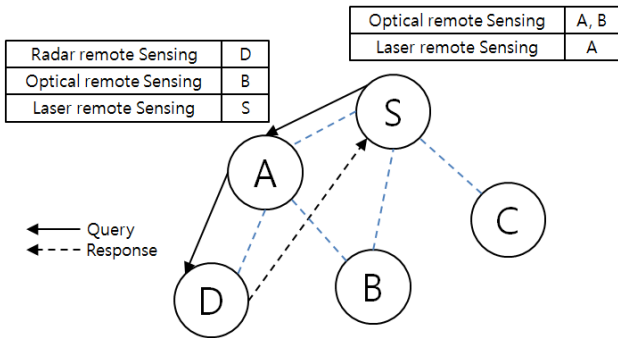 Optical remote Sensing A, B
Laser remote Sensing A
Radar remote Sensing D
Optical remote Sensing B
Laser remote Sensing S
S
A
C
Query
Response
D
B